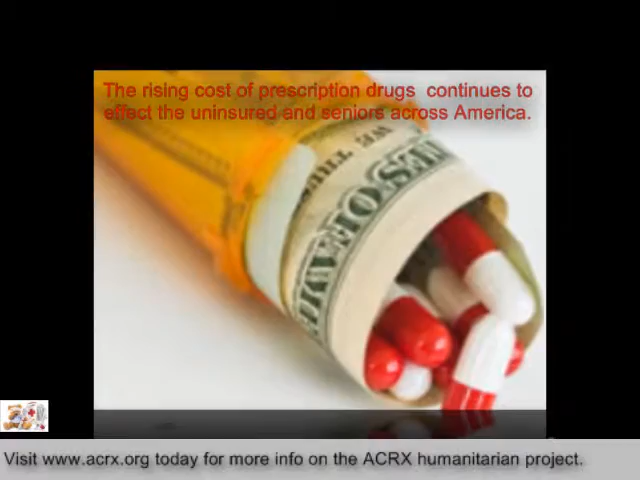 The rising cost of prescription drugs  continues to
effect the uninsured and seniors across America.
Visit www.acrx.org today for more info on the ACRX humanitarian project.